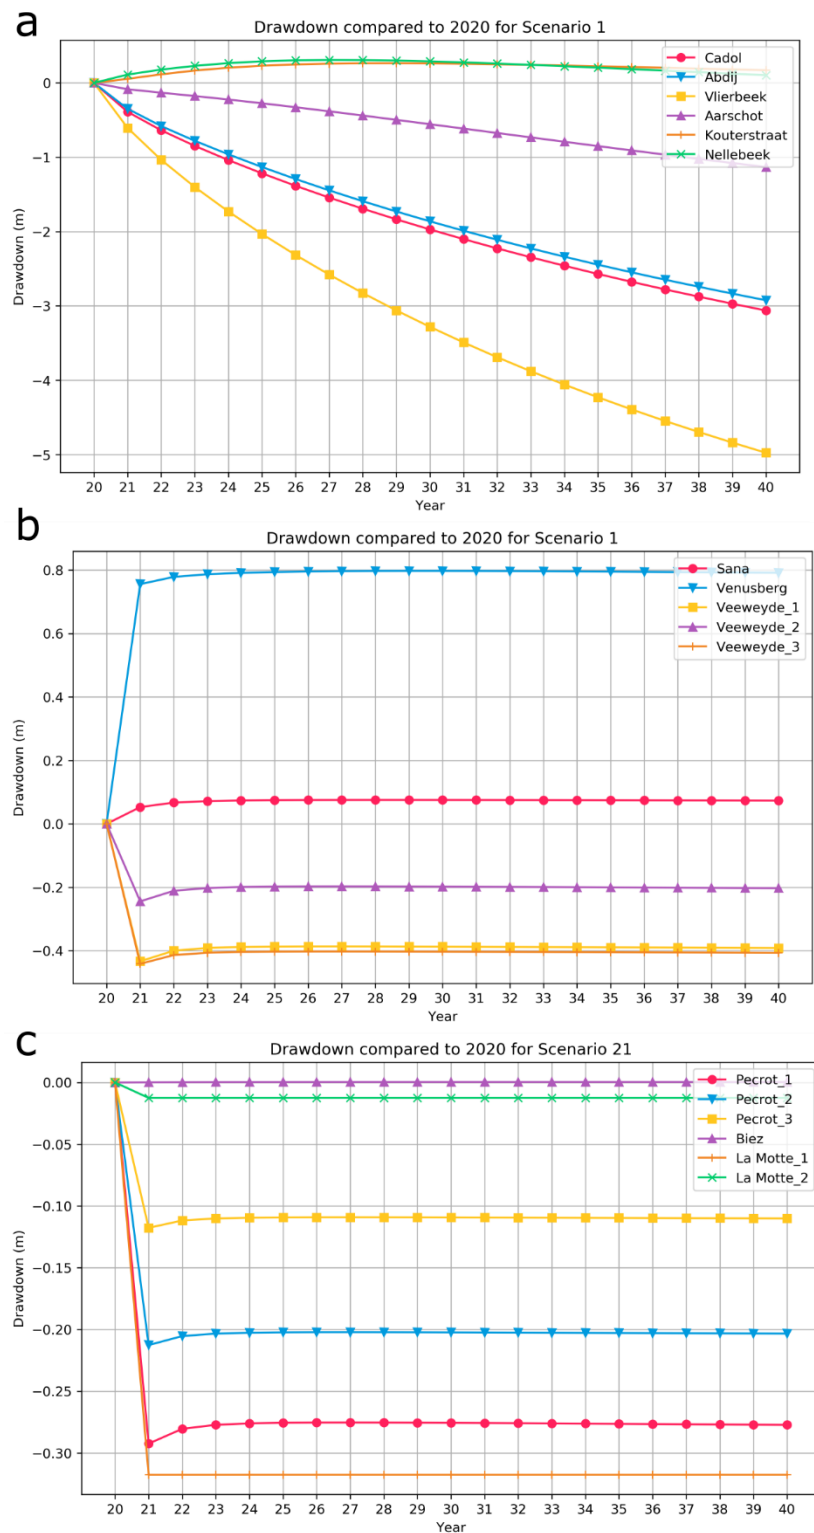 a
Drawdown compared to 2020 for Scenario 1
Cadol
Abdij
Vlierbeek
Aarschot
Kouterstraat
Nellebeek
Drawdown (m)
0
−1
−2
−3
−4
−5
20 21 22 23 24 25 26 27 28 29 30 31 32 33 34 35 36 37 38 39 40
Year
b
Drawdown compared to 2020 for Scenario 1
Sana
Venusberg
Veeweyde_1
Veeweyde_2
Veeweyde_3
Drawdown (m)
0.8
0.6
0.4
0.2
0.0
−0.2
−0.4
20 21 22 23 24 25 26 27 28 29 30 31 32 33 34 35 36 37 38 39 40
Year
c
Drawdown compared to 2020 for Scenario 21
Pecrot_1
Pecrot_2
Pecrot_3
Biez
La Motte_1
La Motte_2
Drawdown (m)
0.00
−0.05
−0.10
−0.15
−0.20
−0.25
−0.30
20 21 22 23 24 25 26 27 28 29 30 31 32 33 34 35 36 37 38 39 40
Year